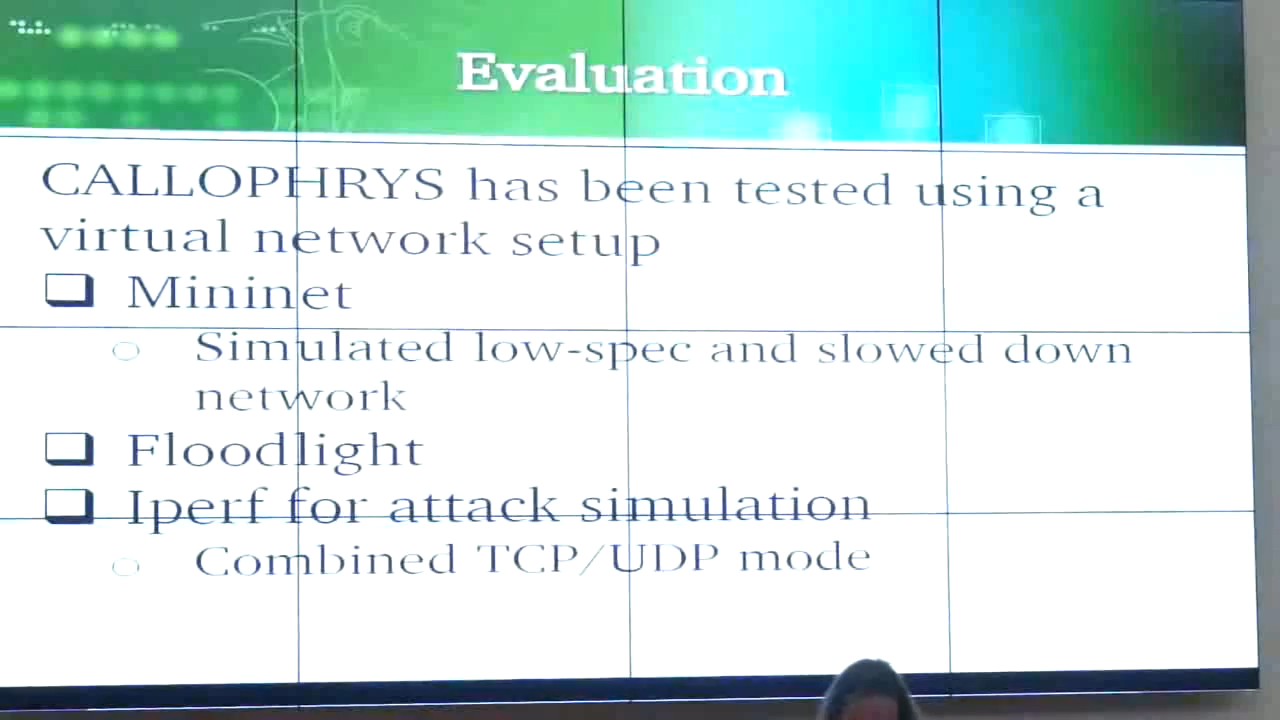 Evaluation
CALLOPHRYS has been tested using a
virtual network setup
Mininet
Simulated low-spec and slowed down
network
Floodlight
Iperf for attack simulation
Combined TCP/UDP mode